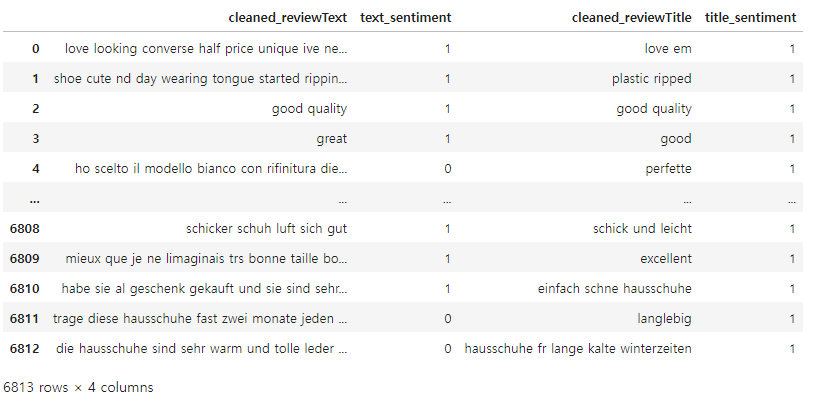 cleaned_reviewText text_sentiment cleaned_reviewTitle title_sentiment
0 love looking converse half price unique ive ne... 1 love em 1
1 shoe cute nd day wearing tongue started rippin... 1 plastic ripped 1
2 good quality 1 good quality 1
3 great 1 good 1
4 ho scelto il modello bianco con rifinitura die... 0 perfette 1
... ... ... ... ...
6808 schicker schuh luft sich gut 1 schick und leicht 1
6809 mieux que je ne limaginais trs bonne taille bo... 1 excellent 1
6810 habe sie al geschenk gekauft und sie sind sehr... 1 einfach schne hausschuhe 1
6811 trage diese hausschuhe fast zwei monate jeden ... 0 langlebig 1
6812 die hausschuhe sind sehr warm und tolle leder ... 0 hausschuhe fr lange kalte winterzeiten 1
6813 rows × 4 columns